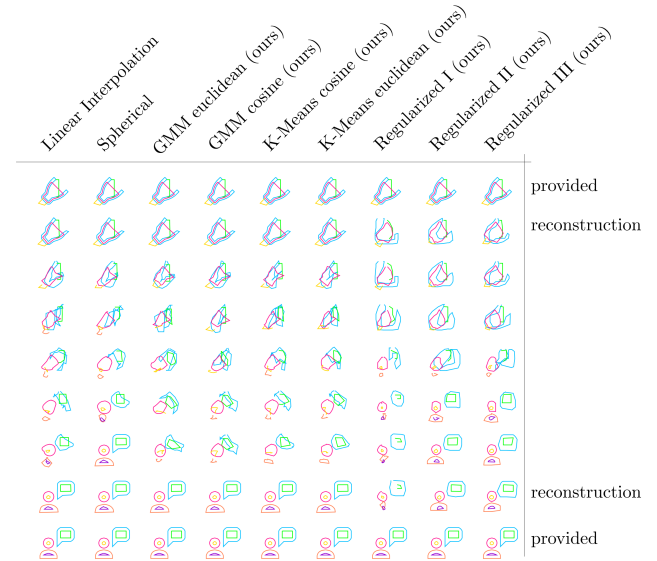 Linear Interpolation
Spherical
GMM euclidean (ours)
GMM cosine (ours)
K-Means cosine (ours)
K-Means euclidean (ours)
Regularized I (ours)
Regularized II (ours)
Regularized III (ours)
provided
reconstruction
reconstruction
provided